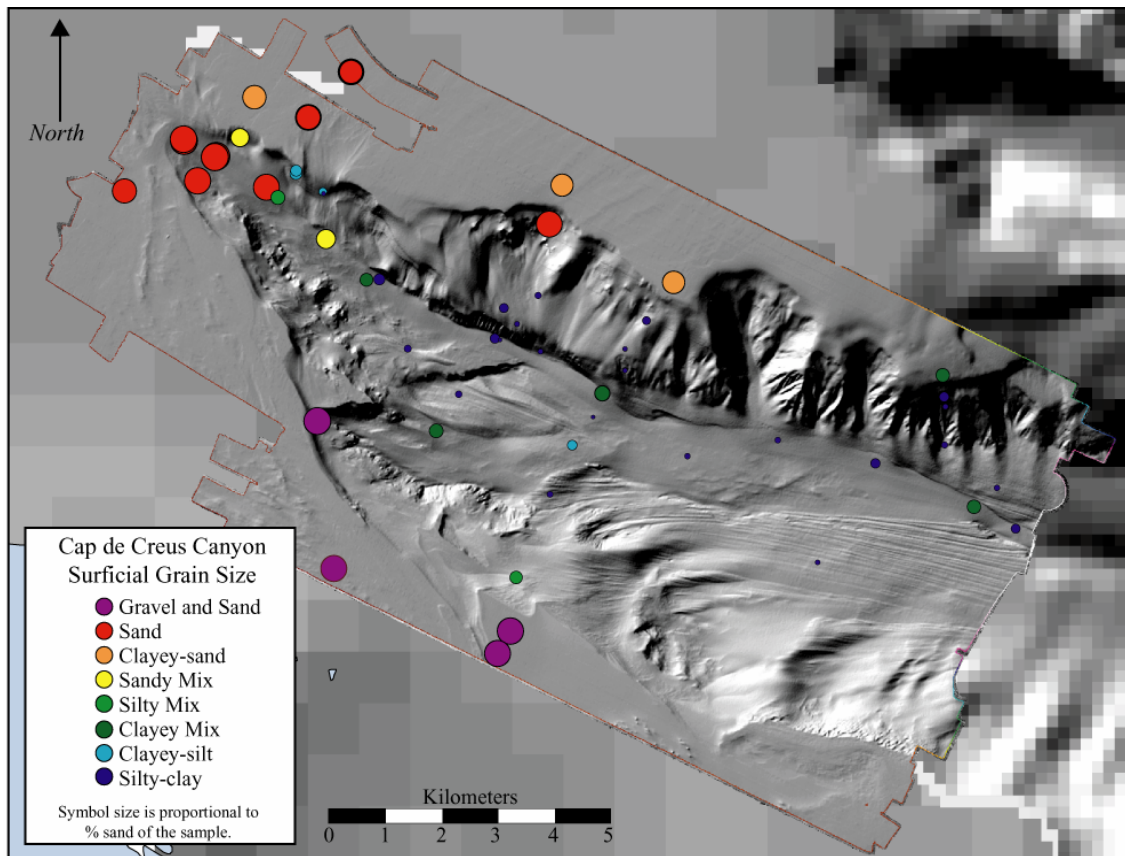 North
Cap de Creus Canyon
Surficial Grain Size
Gravel and Sand
Sand
Clayey-sand
Sandy Mix
Silty Mix
Clayey Mix
Clayey-silt
Silty-clay
Symbol size is proportional to
% sand of the sample.
Kilometers
0 1 2 3 4 5